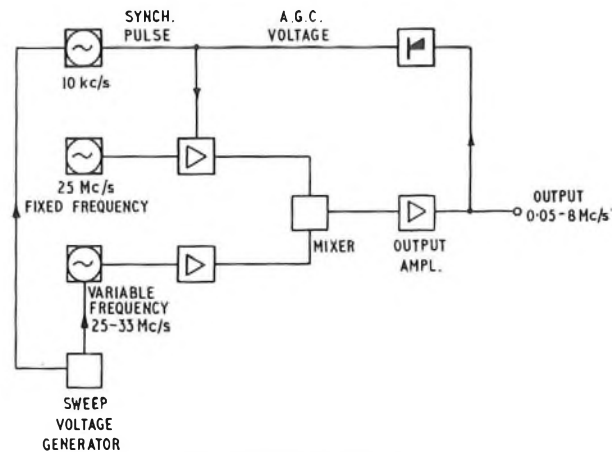 SYNCH.
PULSE
A.G.C.
VOLTAGE
10 kc/s
25 Mc/s
FIXED FREQUENCY
MIXER
OUTPUT
AMPL.
OUTPUT
0·05-8 Mc/s
VARIABLE
FREQUENCY
25-33 Mc/s
SWEEP
VOLTAGE
GENERATOR